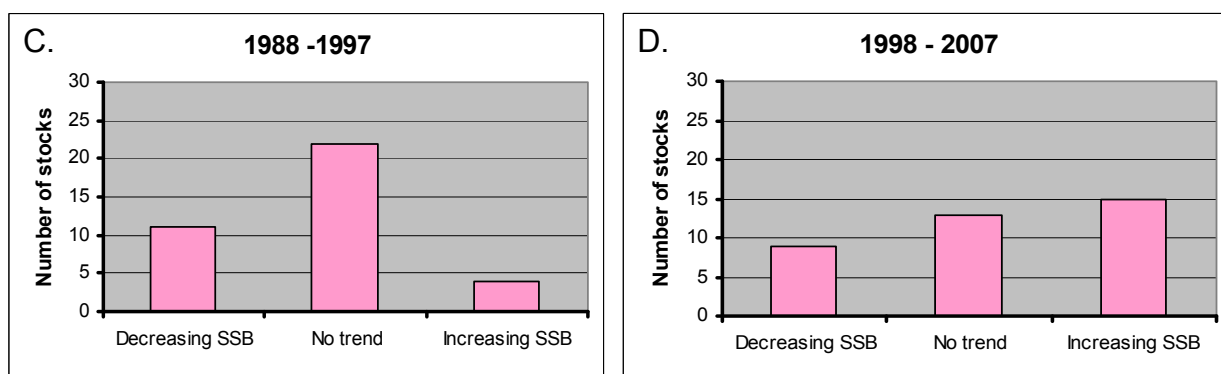 C.
1988 -1997
Number of stocks
30
25
20
15
10
5
0
Decreasing SSB No trend Increasing SSB
D.
1998 - 2007
Number of stocks
30
25
20
15
10
5
0
Decreasing SSB No trend Increasing SSB